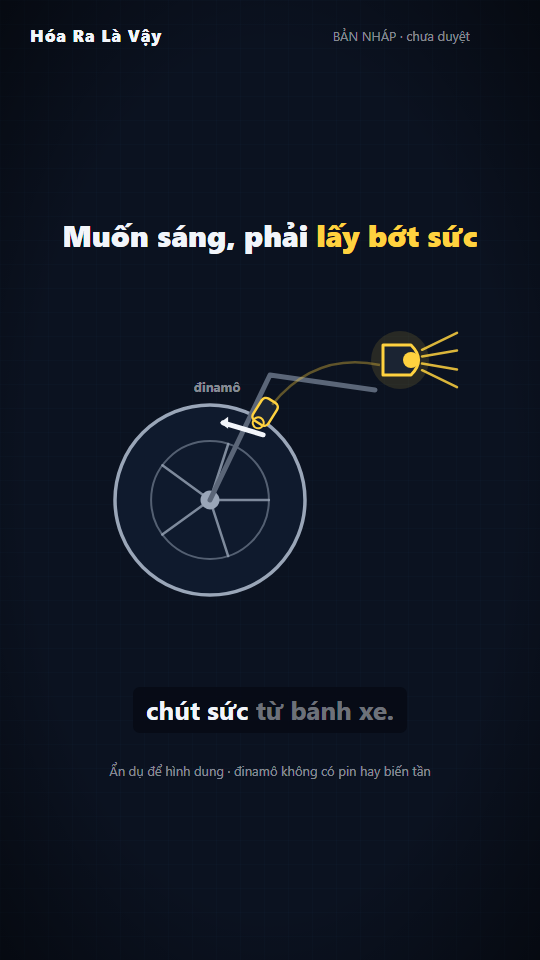 Hóa Ra Là Vậy
BẢN NHÁP · chưa duyệt
Muốn sáng, phải lấy bớt sức
đinamô
chút sức từ bánh xe.
Ẩn dụ để hình dung · đinamô không có pin hay biến tần